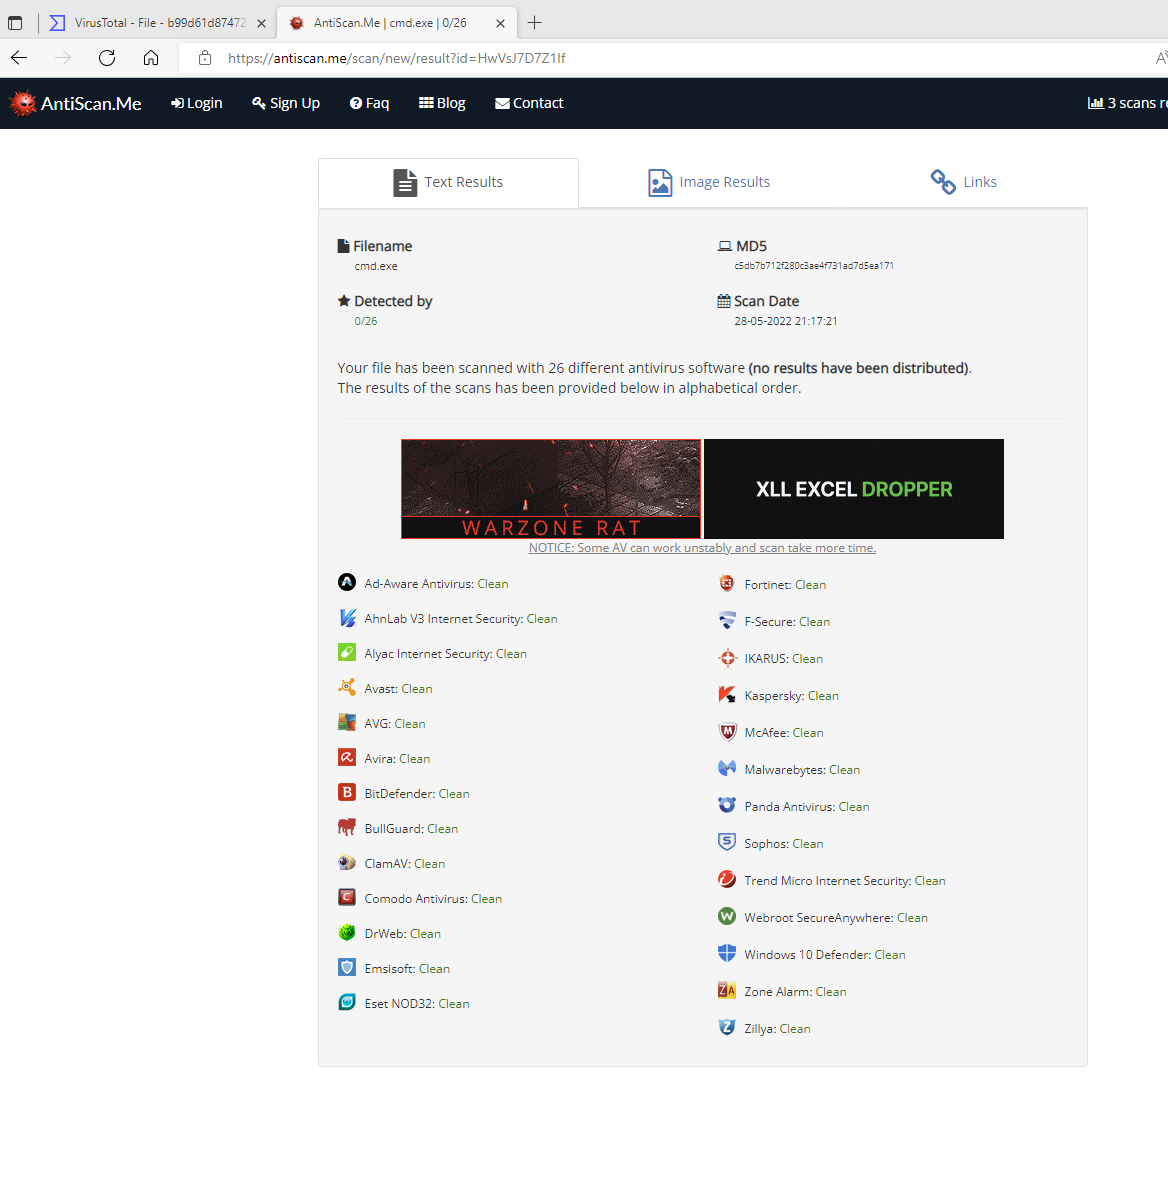 VirusTotal - File - b99d61d87472
AntiScan.Me | cmd.exe | 0/26
https://antiscan.me/scan/new/result?id=HwVsJ7D7Z1If
AntiScan.Me
Login
Sign Up
Faq
Blog
Contact
3 scans re
Text Results
Image Results
Links
Filename
cmd.exe
MD5
c5db7b712f280c3ae4f731ad7d5ea171
Detected by
0/26
Scan Date
28-05-2022 21:17:21
Your file has been scanned with 26 different antivirus software (no results have been distributed).
The results of the scans has been provided below in alphabetical order.
WARZONE RAT
XLL EXCEL DROPPER
NOTICE: Some AV can work unstably and scan take more time.
Ad-Aware Antivirus: Clean
AhnLab V3 Internet Security: Clean
Alyac Internet Security: Clean
Avast: Clean
AVG: Clean
Avira: Clean
BitDefender: Clean
BullGuard: Clean
ClamAV: Clean
Comodo Antivirus: Clean
DrWeb: Clean
Emsisoft: Clean
Eset NOD32: Clean
Fortinet: Clean
F-Secure: Clean
IKARUS: Clean
Kaspersky: Clean
McAfee: Clean
Malwarebytes: Clean
Panda Antivirus: Clean
Sophos: Clean
Trend Micro Internet Security: Clean
Webroot SecureAnywhere: Clean
Windows 10 Defender: Clean
Zone Alarm: Clean
Zillya: Clean